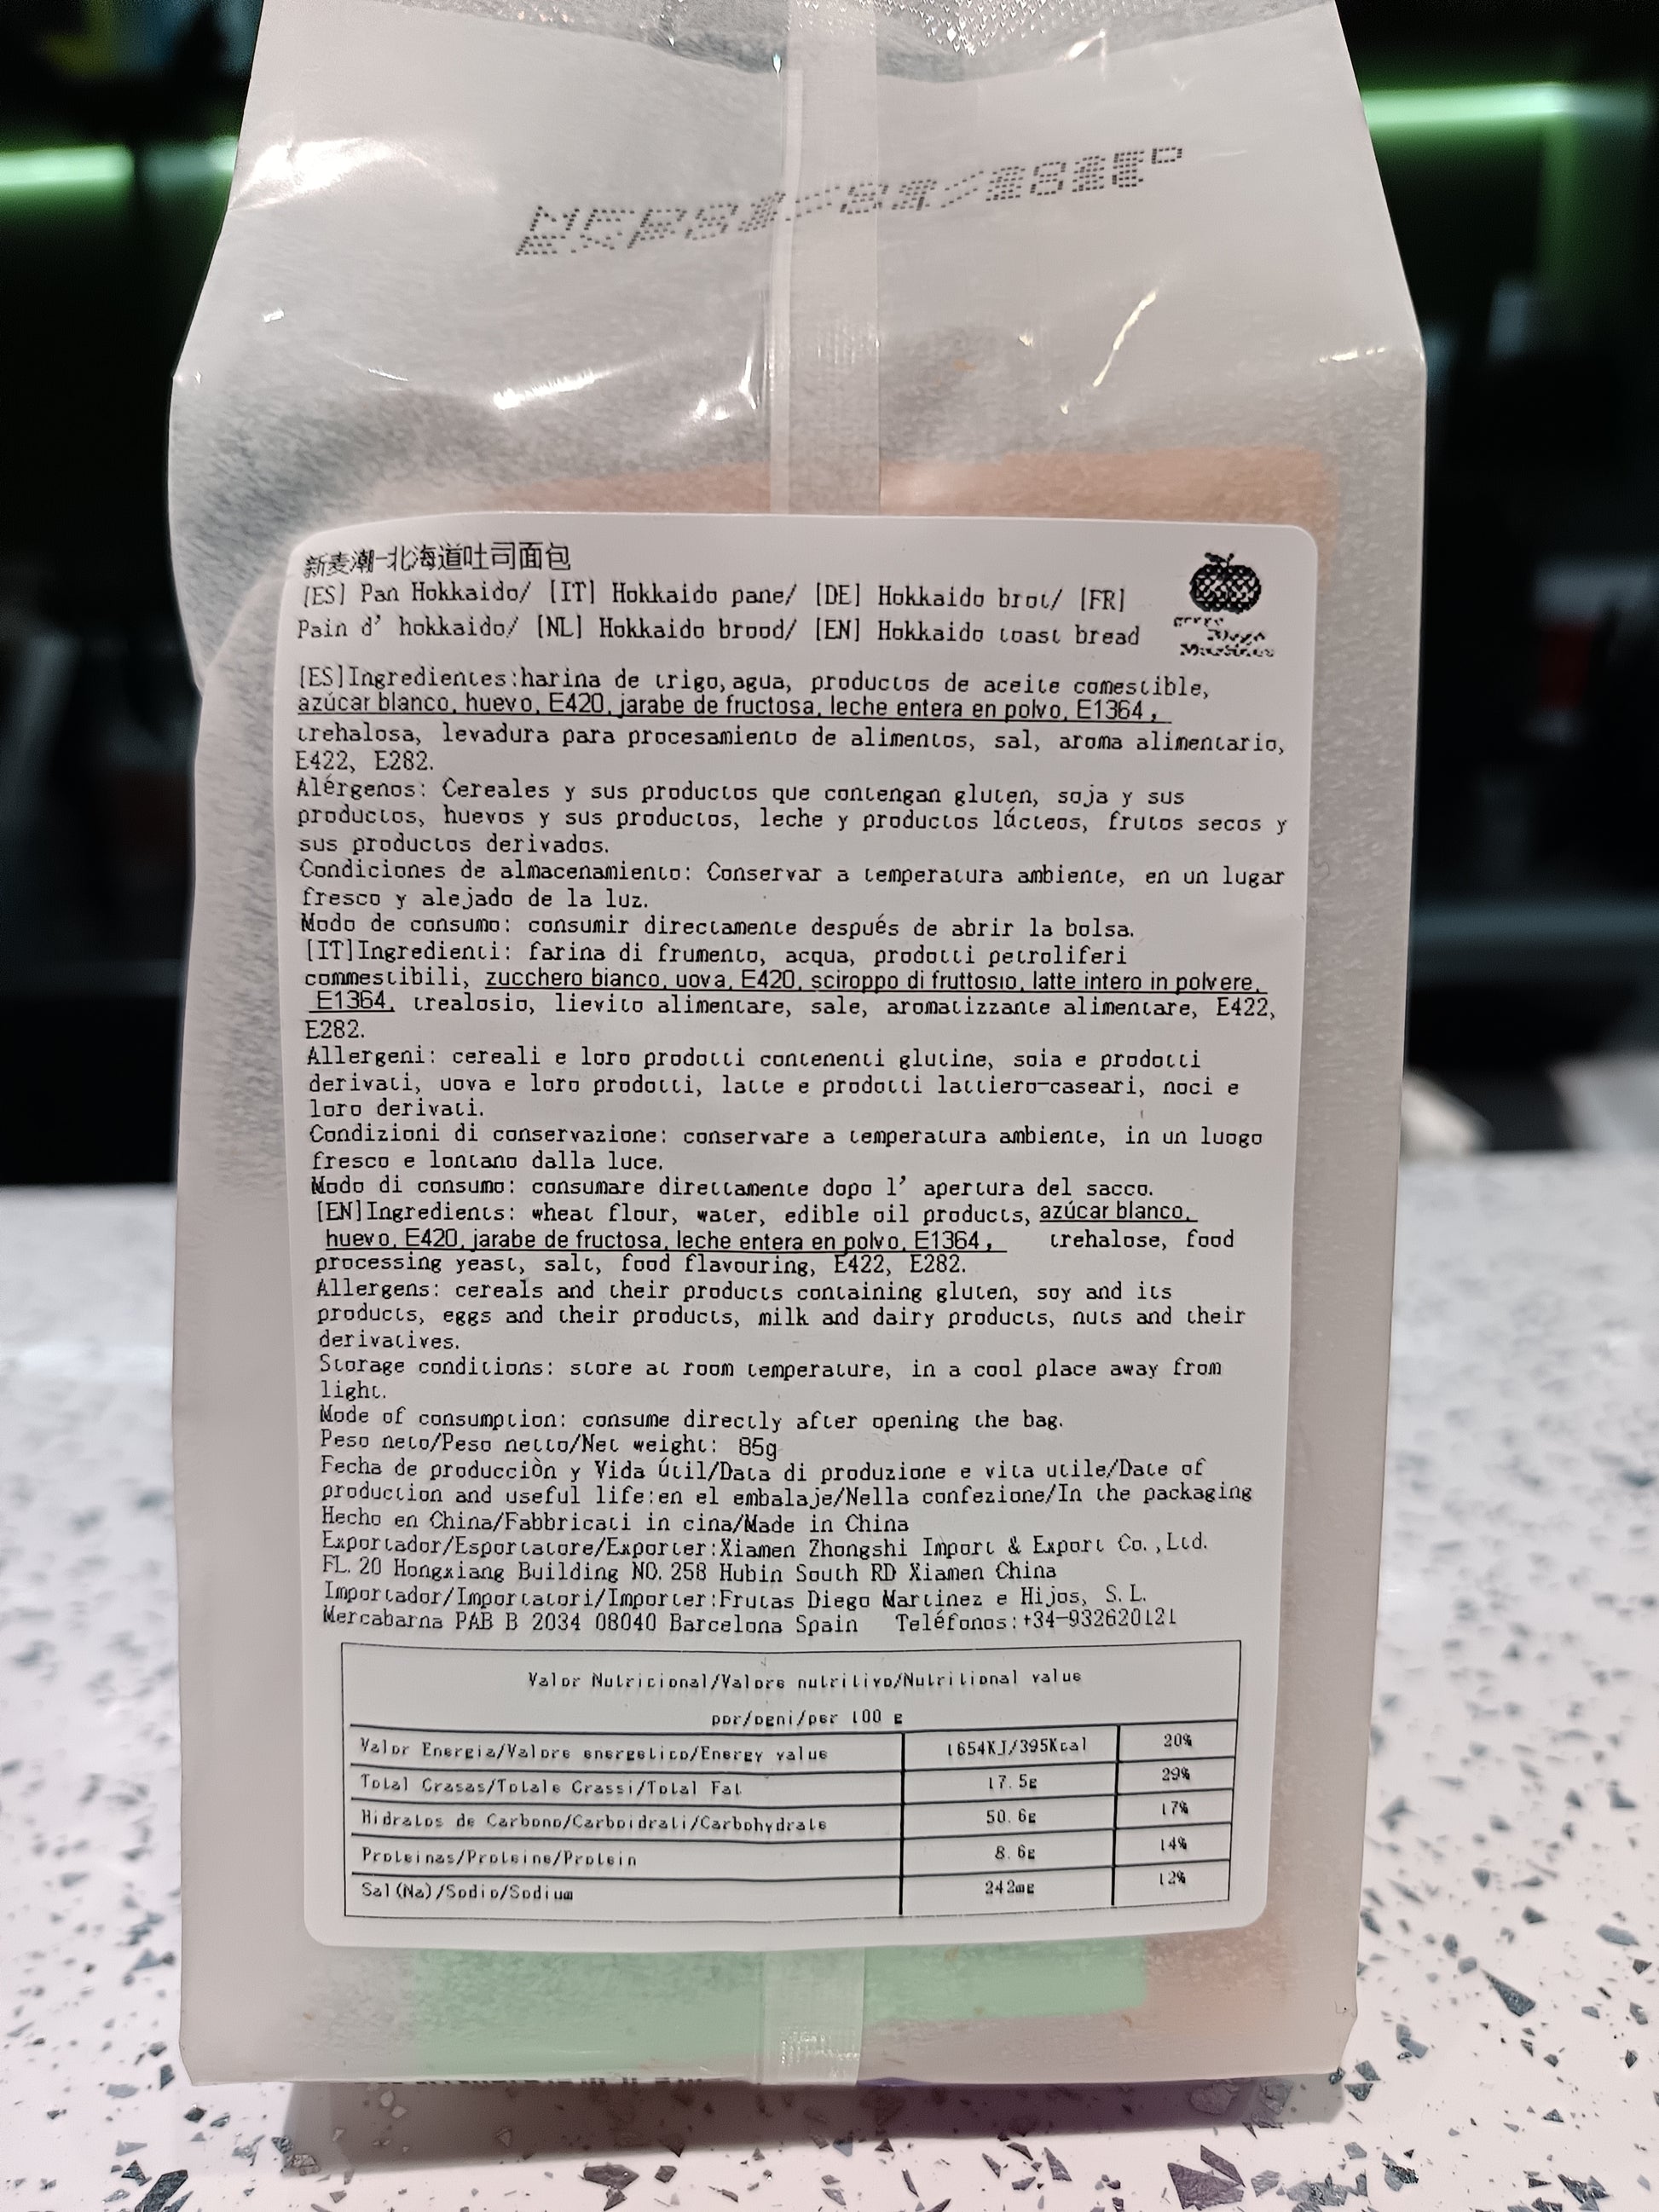 新麦潮-北海道吐司面包
[ES] Pan Hokkaido/ [IT] Hokkaido pane/ [DE] Hokkaido brot/ [FR]
Pain d' hokkaido/ [NL] Hokkaido brood/ [EN] Hokkaido toast bread
[ES]Ingredientes:harina de trigo,agua, productos de aceite comestible,
azúcar blanco, huevo, E420, jarabe de fructosa, leche entera en polvo, E1364,
trehalosa, levadura para procesamiento de alimentos, sal, aroma alimentario,
E422, E282.
Alérgenos: Cereales y sus productos que contengan gluten, soja y sus
productos, huevos y sus productos, leche y productos lácteos, frutos secos y
sus productos derivados.
Condiciones de almacenamiento: Conservar a temperatura ambiente, en un lugar
fresco y alejado de la luz.
Modo de consumo: consumir directamente después de abrir la bolsa.
[IT]Ingredienti: farina di frumento, acqua, prodotti petroliferi
commestibili, zucchero bianco, uova, E420, sciroppo di fruttosio, latte intero in polvere,
E1364, trealosio, lievito alimentare, sale, aromatizzante alimentare, E422,
E282.
Allergeni: cereali e loro prodotti contenenti glutine, soia e prodotti
derivati, uova e loro prodotti, latte e prodotti lattiero-caseari, noci e
loro derivati.
Condizioni di conservazione: conservare a temperatura ambiente, in un luogo
fresco e lontano dalla luce.
Modo di consumo: consumare direttamente dopo l' apertura del sacco.
[EN]Ingredients: wheat flour, water, edible oil products, azúcar blanco,
huevo, E420, jarabe de fructosa, leche entera en polvo, E1364, trehalose, food
processing yeast, salt, food flavouring, E422, E282.
Allergens: cereals and their products containing gluten, soy and its
products, eggs and their products, milk and dairy products, nuts and their
derivatives.
Storage conditions: store at room temperature, in a cool place away from
light.
Mode of consumption: consume directly after opening the bag.
Peso neto/Peso netto/Net weight: 85g
Fecha de producciòn y Vida útil/Data di produzione e vita utile/Date of
production and useful life:en el embalaje/Nella confezione/In the packaging
Hecho en China/Fabbricati in cina/Made in China
Exportador/Esportatore/Exporter:Xiamen Zhongshi Import & Export Co.,Ltd.
FL.20 Hongxiang Building NO.258 Hubin South RD Xiamen China
Importador/Importatori/Importer:Frutas Diego Martinez e Hijos, S.L.
Mercabarna PAB B 2034 08040 Barcelona Spain Teléfonos:+34-932620121
Valor Nutricional/Valore nutritivo/Nutritional value
por/ogni/per 100 g
Valor Energia/Valore energetico/Energy value 1654KJ/395Kcal 20%
Total Grasas/Totale Grassi/Total Fat 17.5g 29%
Hidratos de Carbono/Carboidrati/Carbohydrate 50.6g 17%
Proteinas/Proteine/Protein 8.6g 14%
Sal(Na)/Sodio/Sodium 242mg 12%